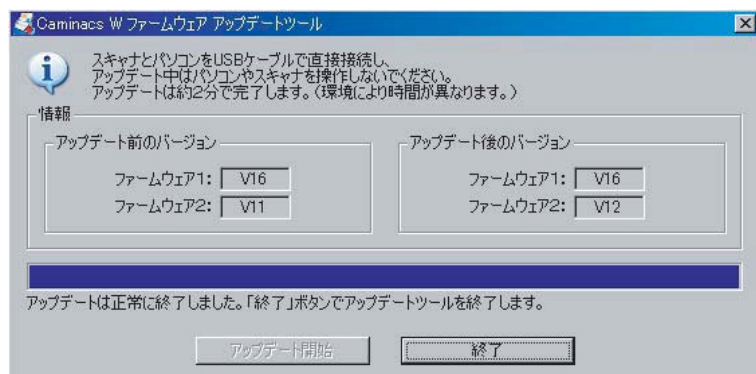 Caminacs W ファームウェア アップデートツール
スキャナとパソコンをUSBケーブルで直接接続し、
アップデート中はパソコンやスキャナを操作しないでください。
アップデートは約2分で完了します。（環境により時間が異なります。）
情報
アップデート前のバージョン
ファームウェア1: V16
ファームウェア2: V11
アップデート後のバージョン
ファームウェア1: V16
ファームウェア2: V12
アップデートは正常に終了しました。「終了」ボタンでアップデートツールを終了します。
アップデート開始
終了